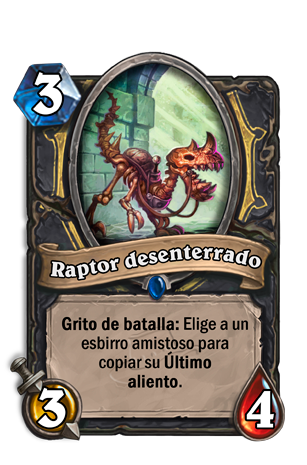 3
Raptor desenterrado
Grito de batalla: Elige a un
esbirro amistoso para
copiar su Último
aliento.
3
4